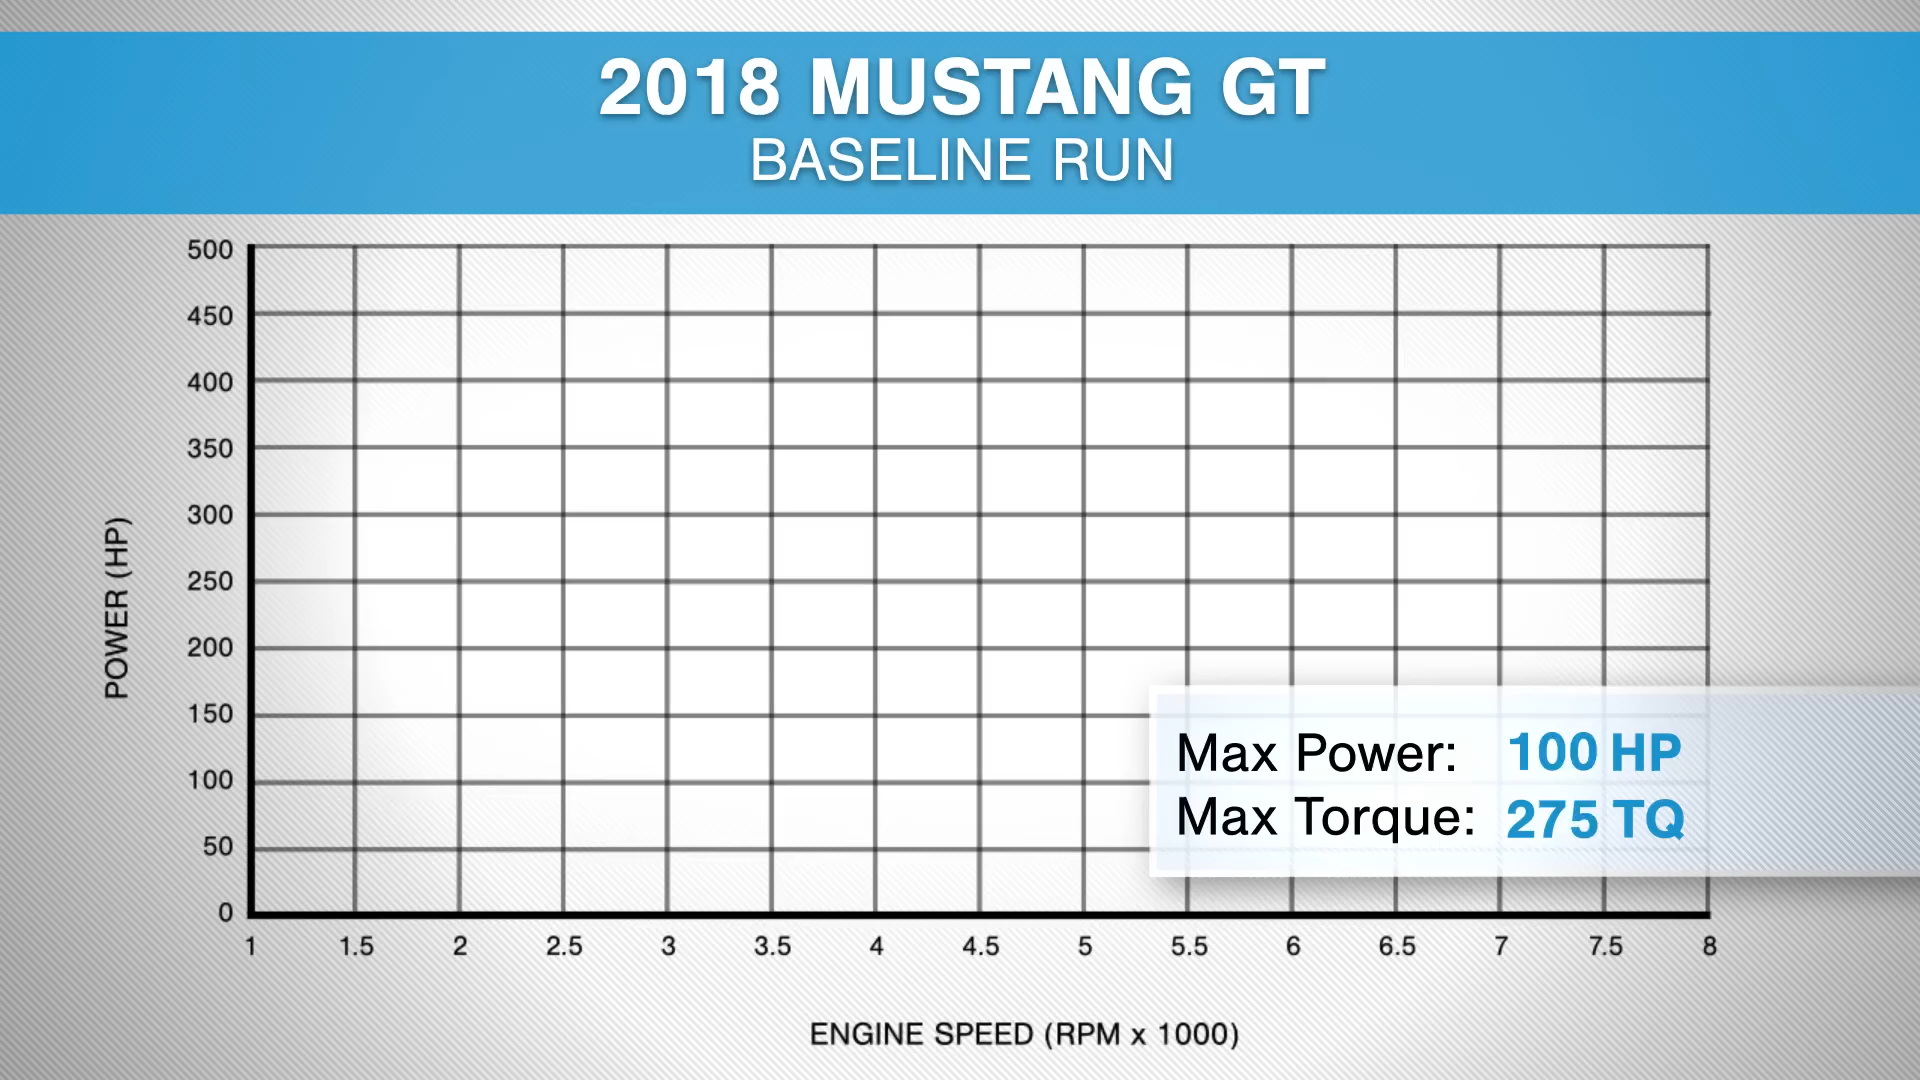 2018 MUSTANG GT
BASELINE RUN
500
450
400
350
300
250
200
150
100
50
0
POWER (HP)
Max Power: 100 HP
Max Torque: 275 TQ
1 1.5 2 2.5 3 3.5 4 4.5 5 5.5 6 6.5 7 7.5 8
ENGINE SPEED (RPM x 1000)